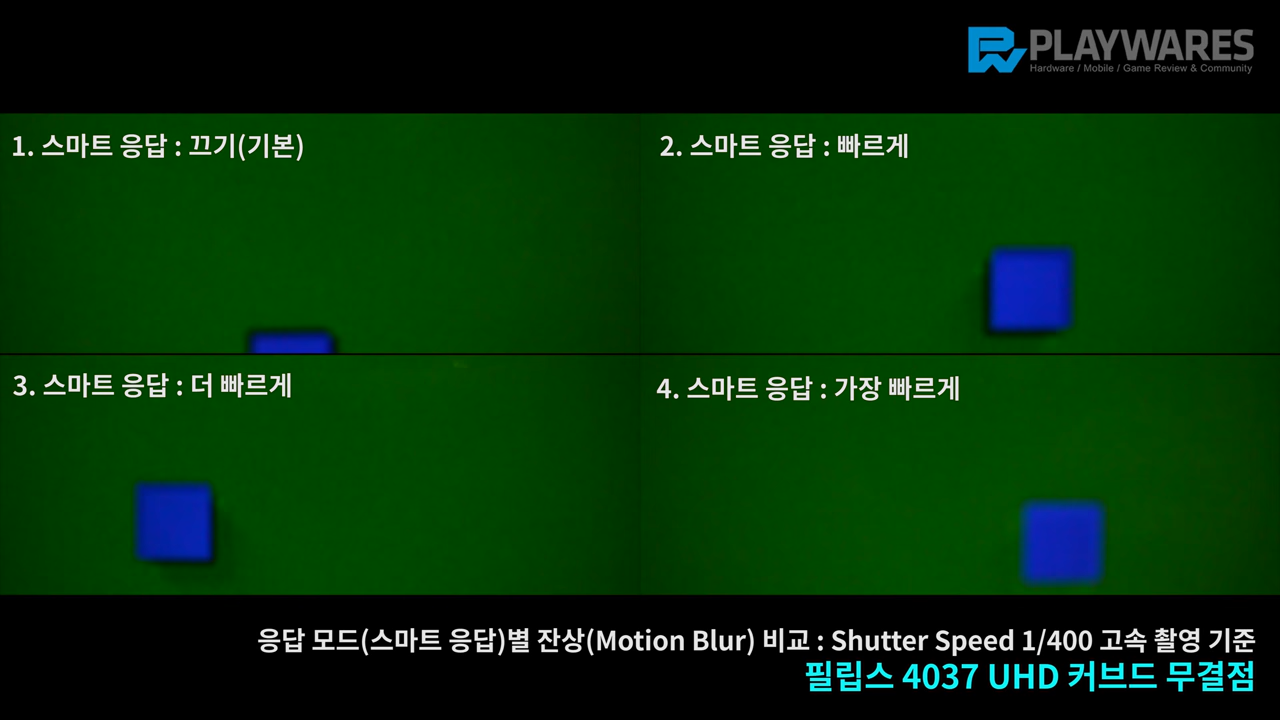 PLAYWARES
Hardware / Mobile / Game Review & Community
1. 스마트 응답 : 끄기(기본)
2. 스마트 응답 : 빠르게
3. 스마트 응답 : 더 빠르게
4. 스마트 응답 : 가장 빠르게
응답 모드(스마트 응답)별 잔상(Motion Blur) 비교 : Shutter Speed 1/400 고속 촬영 기준
필립스 4037 UHD 커브드 무결점